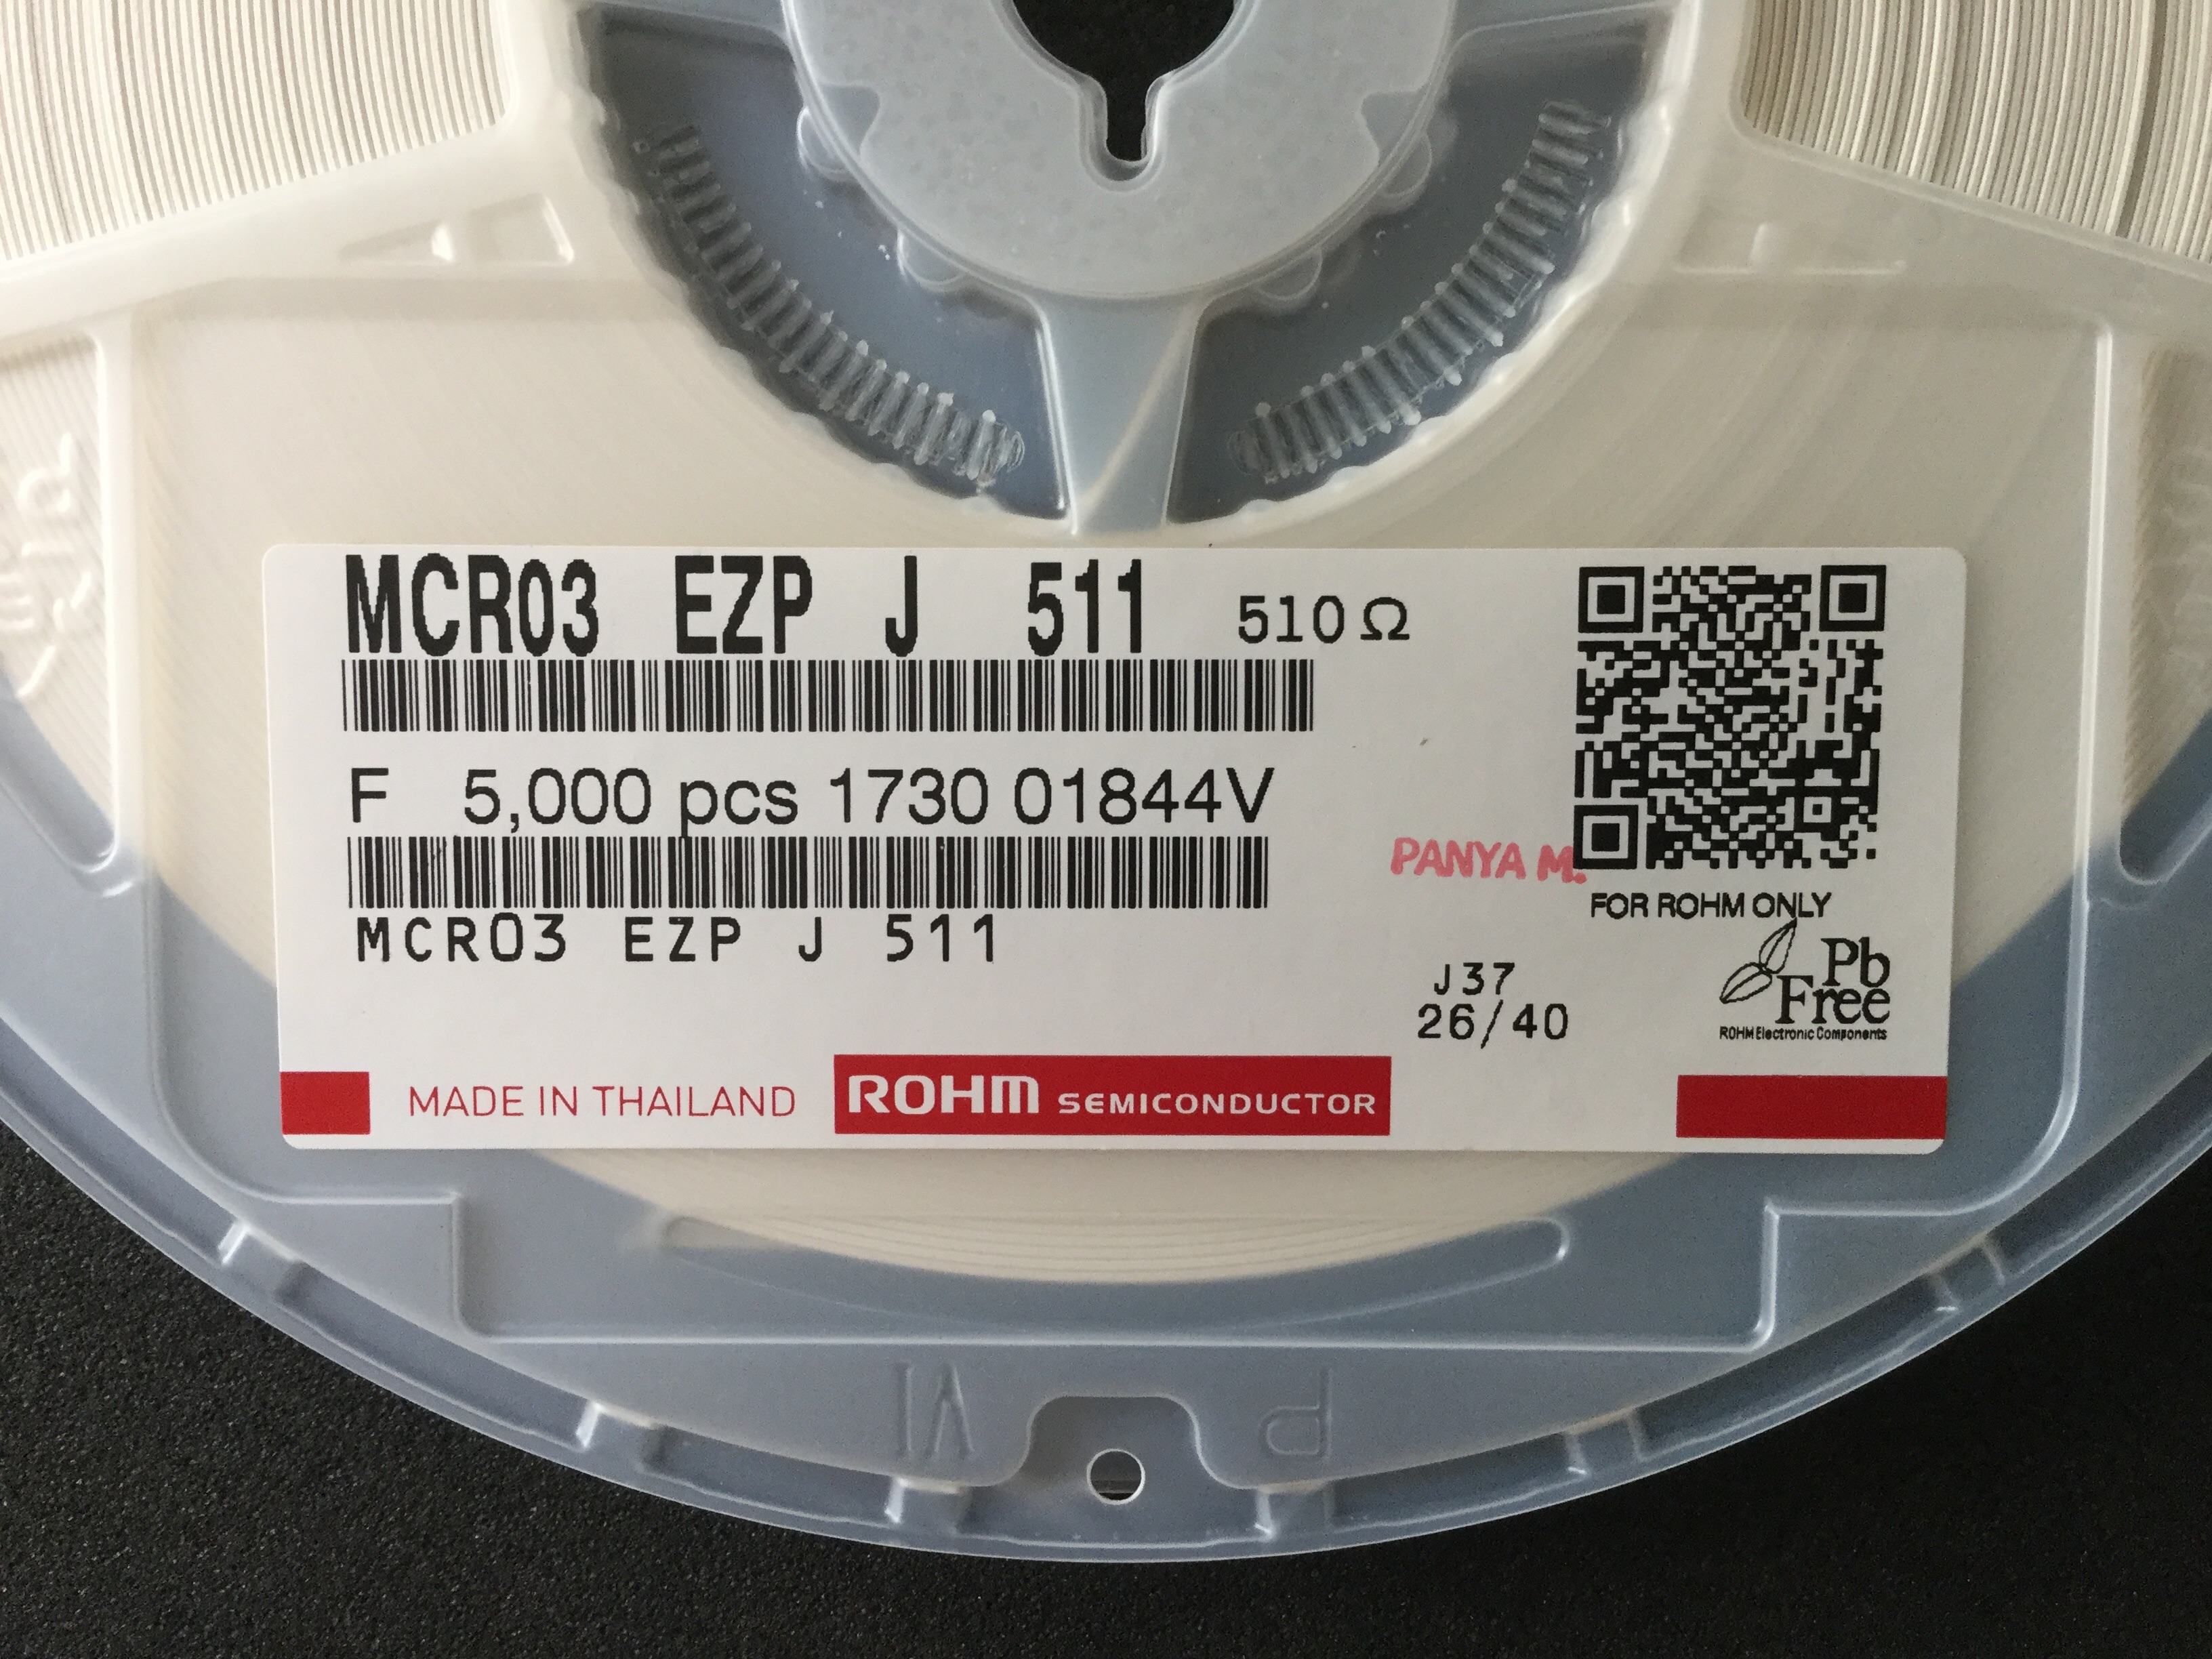 MCR03 EZP J 511 510Ω
F 5,000 pcs 1730 01844V
PANYA M.
MCR03 EZP J 511
FOR ROHM ONLY
J37
26/40
Pb
Free
ROHM Electronic Components
MADE IN THAILAND
ROHM SEMICONDUCTOR